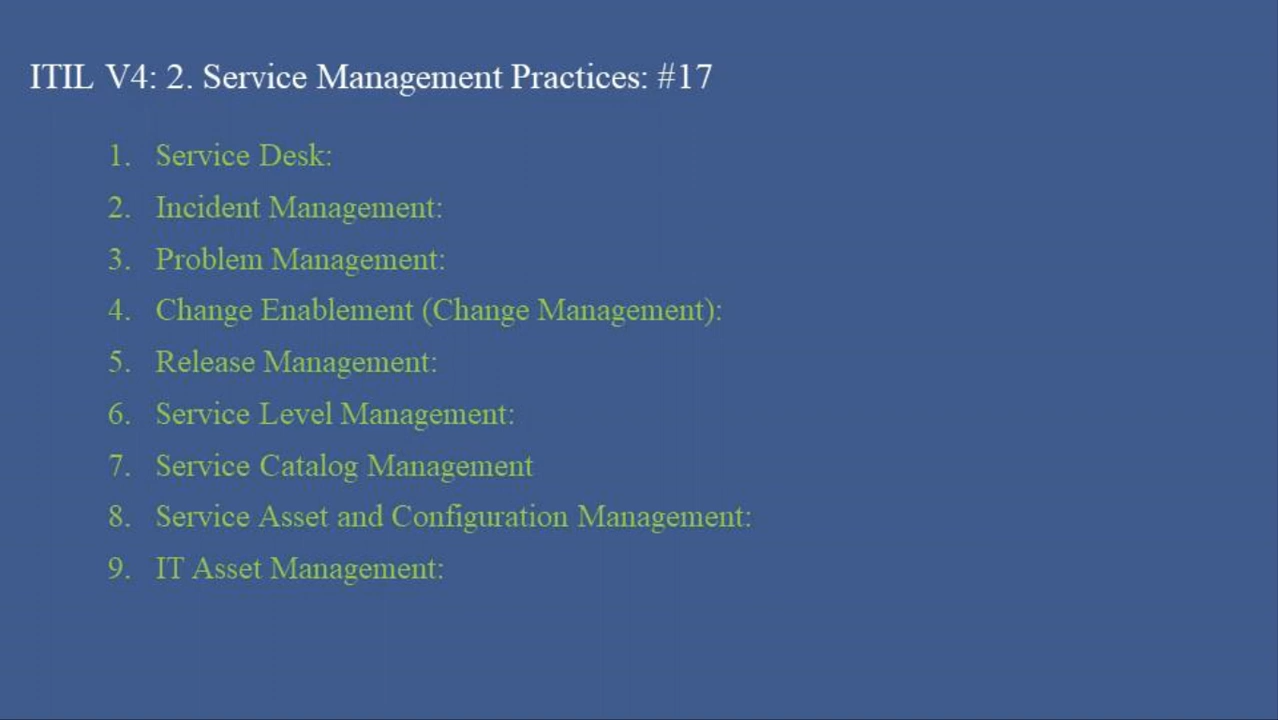 ITIL V4: 2. Service Management Practices: #17
1. Service Desk:
2. Incident Management:
3. Problem Management:
4. Change Enablement (Change Management):
5. Release Management:
6. Service Level Management:
7. Service Catalog Management
8. Service Asset and Configuration Management:
9. IT Asset Management: